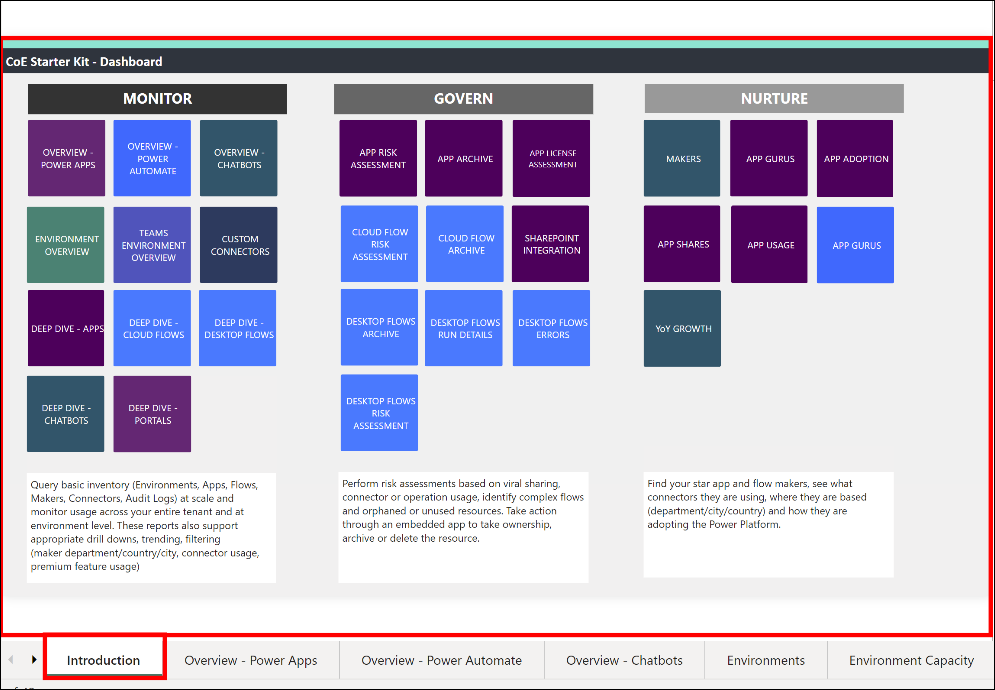 CoE Starter Kit - Dashboard
MONITOR
OVERVIEW -
POWER APPS
OVERVIEW -
POWER
AUTOMATE
OVERVIEW -
CHATBOTS
ENVIRONMENT
OVERVIEW
TEAMS
ENVIRONMENT
OVERVIEW
CUSTOM
CONNECTORS
DEEP DIVE - APPS
DEEP DIVE -
CLOUD FLOWS
DEEP DIVE -
DESKTOP FLOWS
DEEP DIVE -
CHATBOTS
DEEP DIVE -
PORTALS
Query basic inventory (Environments, Apps, Flows,
Makers, Connectors, Audit Logs) at scale and
monitor usage across your entire tenant and at
environment level. These reports also support
appropriate drill downs, trending, filtering
(maker department/country/city, connector usage,
premium feature usage)
GOVERN
APP RISK
ASSESSMENT
APP ARCHIVE
APP LICENSE
ASSESSMENT
CLOUD FLOW
RISK
ASSESSMENT
CLOUD FLOW
ARCHIVE
SHAREPOINT
INTEGRATION
DESKTOP FLOWS
ARCHIVE
DESKTOP FLOWS
RUN DETAILS
DESKTOP FLOWS
ERRORS
DESKTOP FLOWS
RISK
ASSESSMENT
Perform risk assessments based on viral sharing,
connector or operation usage, identify complex flows
and orphaned or unused resources. Take action
through an embedded app to take ownership,
archive or delete the resource.
NURTURE
MAKERS
APP GURUS
APP ADOPTION
APP SHARES
APP USAGE
APP GURUS
YoY GROWTH
Find your star app and flow makers, see what
connectors they are using, where they are based
(department/city/country) and how they are
adopting the Power Platform.
Introduction
Overview - Power Apps
Overview - Power Automate
Overview - Chatbots
Environments
Environment Capacity